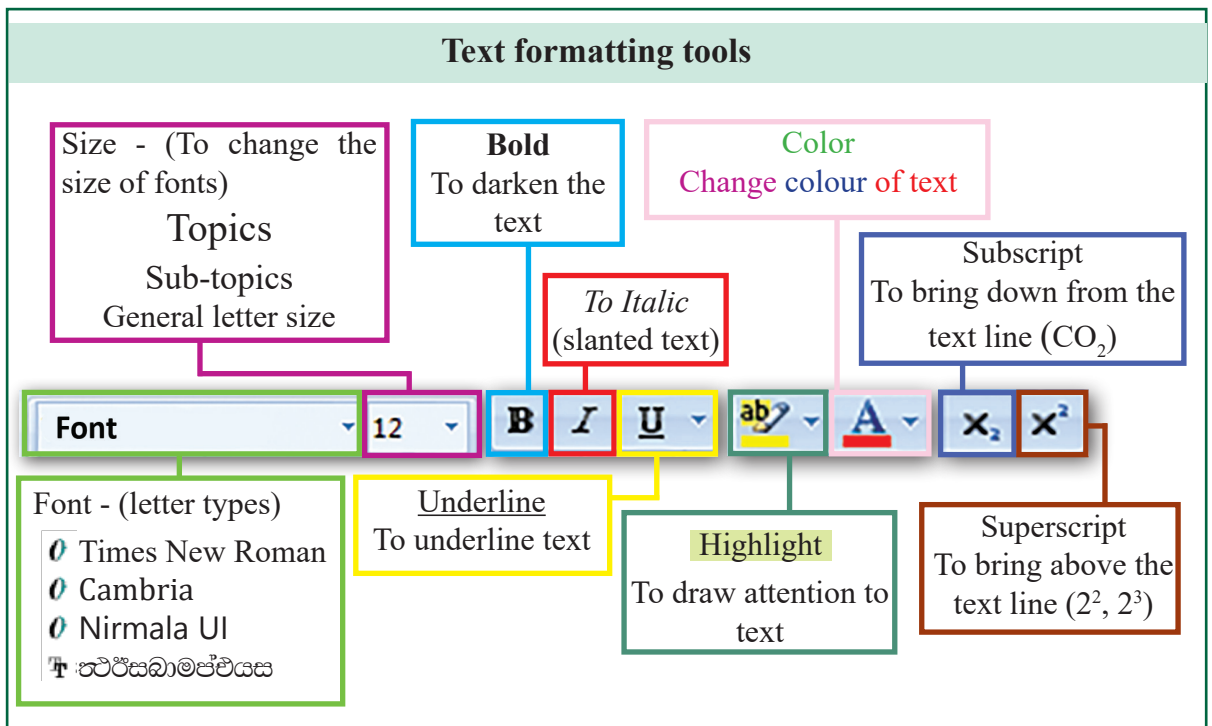 Text formatting tools
Size - (To change the
size of fonts)
Topics
Sub-topics
General letter size
Bold
To darken the
text
Color
Change colour of text
To Italic
(slanted text)
Subscript
To bring down from the
text line (CO₂)
Font
12
B
I
U
ab
A
X₂
X²
Font - (letter types)
Times New Roman
Cambria
Nirmala UI
Underline
To underline text
Highlight
To draw attention to
text
Superscript
To bring above the
text line (2², 2³)